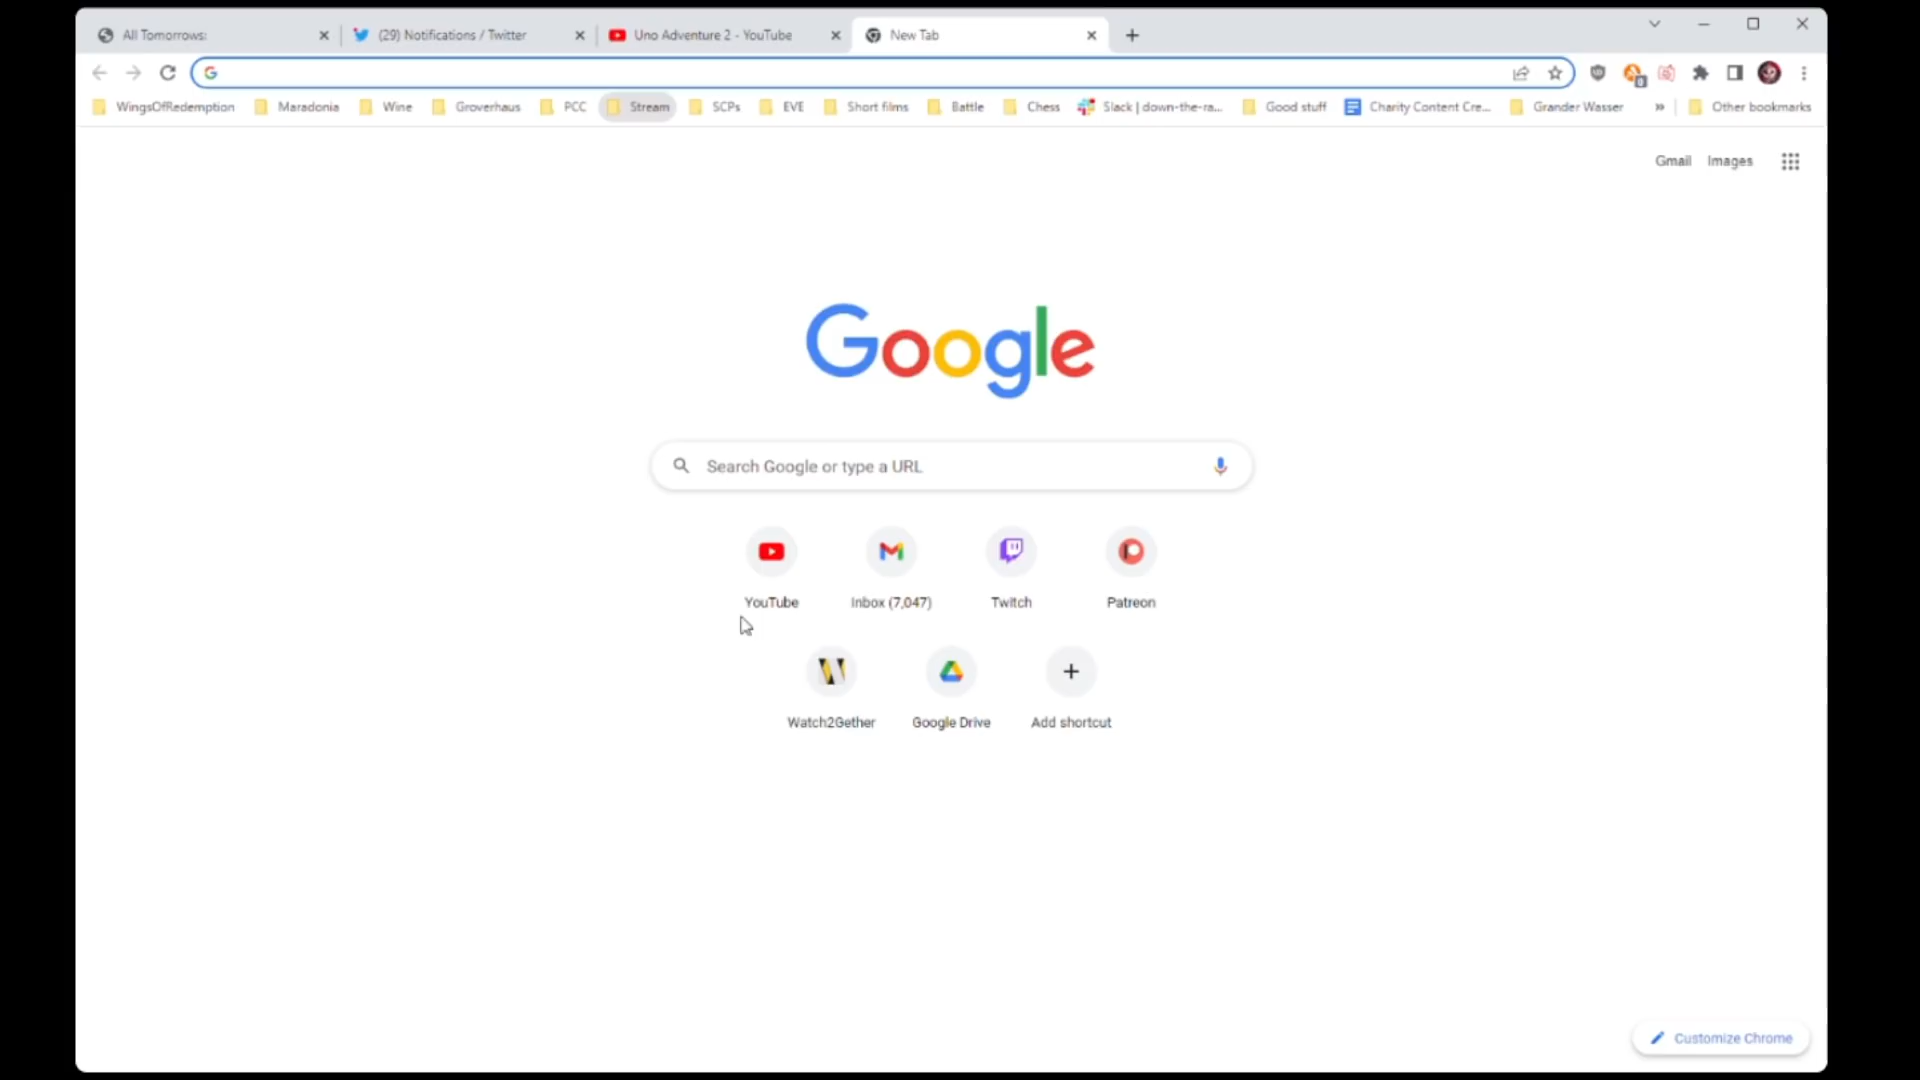 All Tomorrows:
(29) Notifications / Twitter
Uno Adventure 2 - YouTube
New Tab
WingsOfRedemption
Maradonia
Wine
Groverhaus
PCC
Stream
SCPs
EVE
Short films
Battle
Chess
Slack | down-the-ra...
Good stuff
Charity Content Cre...
Grander Wasser
»
Other bookmarks
Gmail
Images
Google
Search Google or type a URL
YouTube
Inbox (7,047)
Twitch
Patreon
Watch2Gether
Google Drive
Add shortcut
Customize Chrome